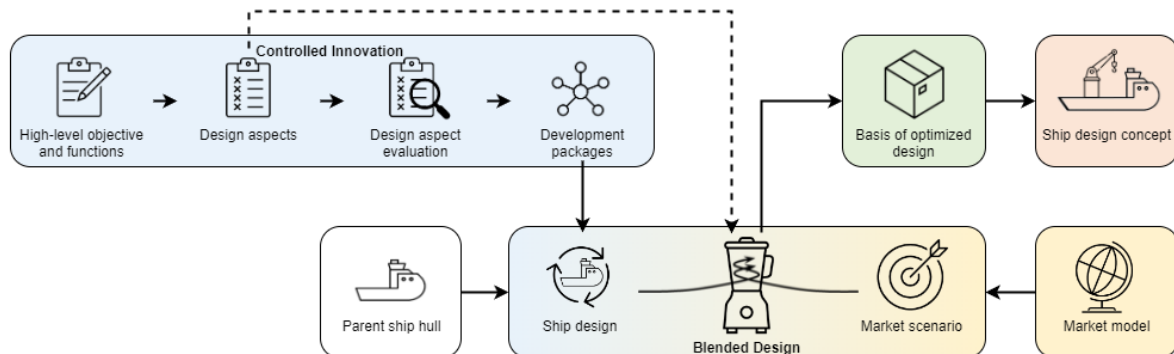 Controlled Innovation
High-level objective
and functions
Design aspects
Design aspect
evaluation
Development
packages
Basis of optimized
design
Ship design concept
Parent ship hull
Ship design
Market scenario
Market model
Blended Design